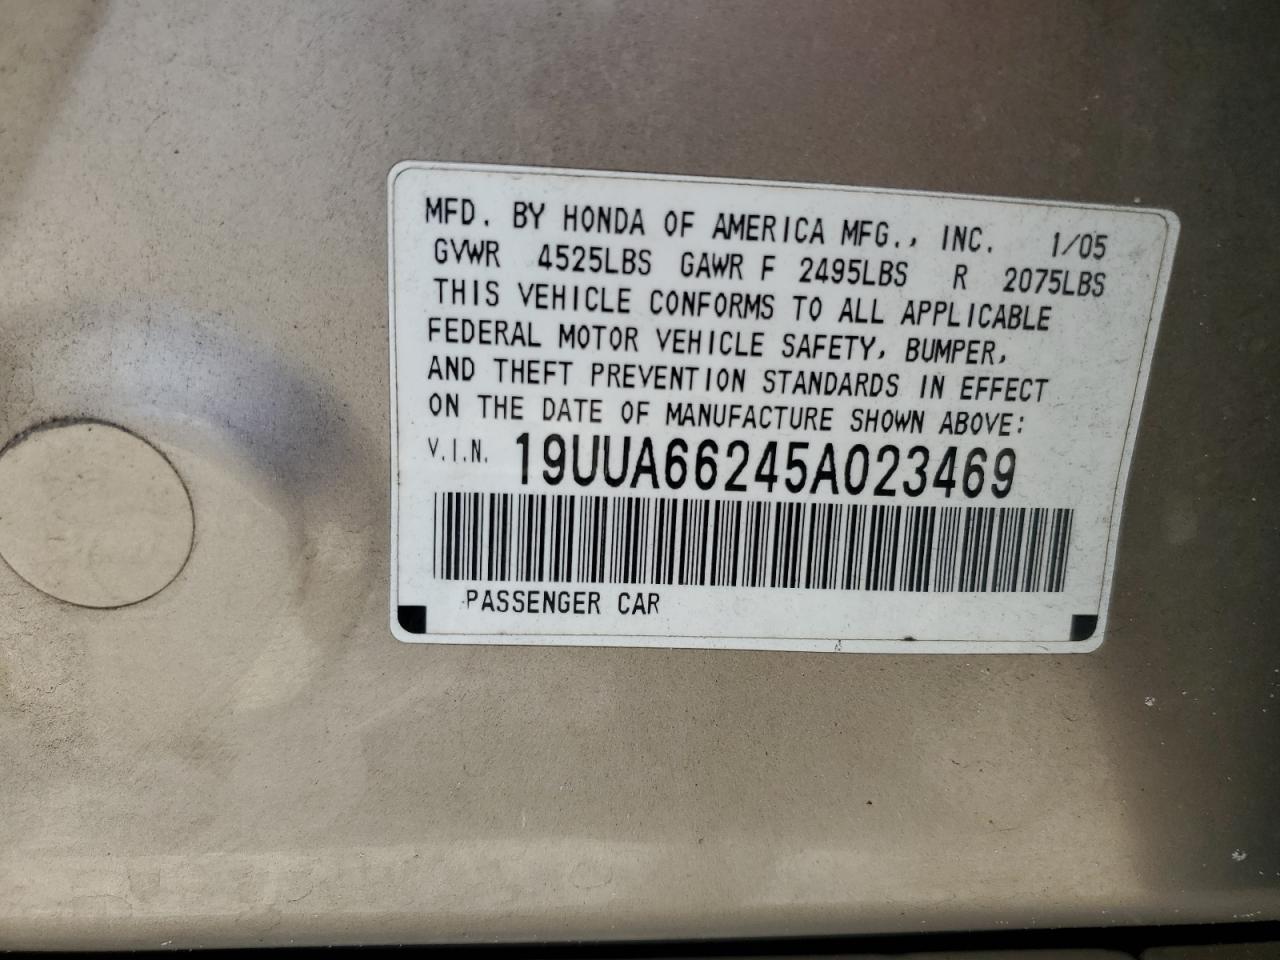 MFD. BY HONDA OF AMERICA MFG., INC. 1/05
GVWR 4525LBS GAWR F 2495LBS R 2075LBS
THIS VEHICLE CONFORMS TO ALL APPLICABLE
FEDERAL MOTOR VEHICLE SAFETY, BUMPER,
AND THEFT PREVENTION STANDARDS IN EFFECT
ON THE DATE OF MANUFACTURE SHOWN ABOVE:
V.I.N. 19UUA66245A023469
PASSENGER CAR